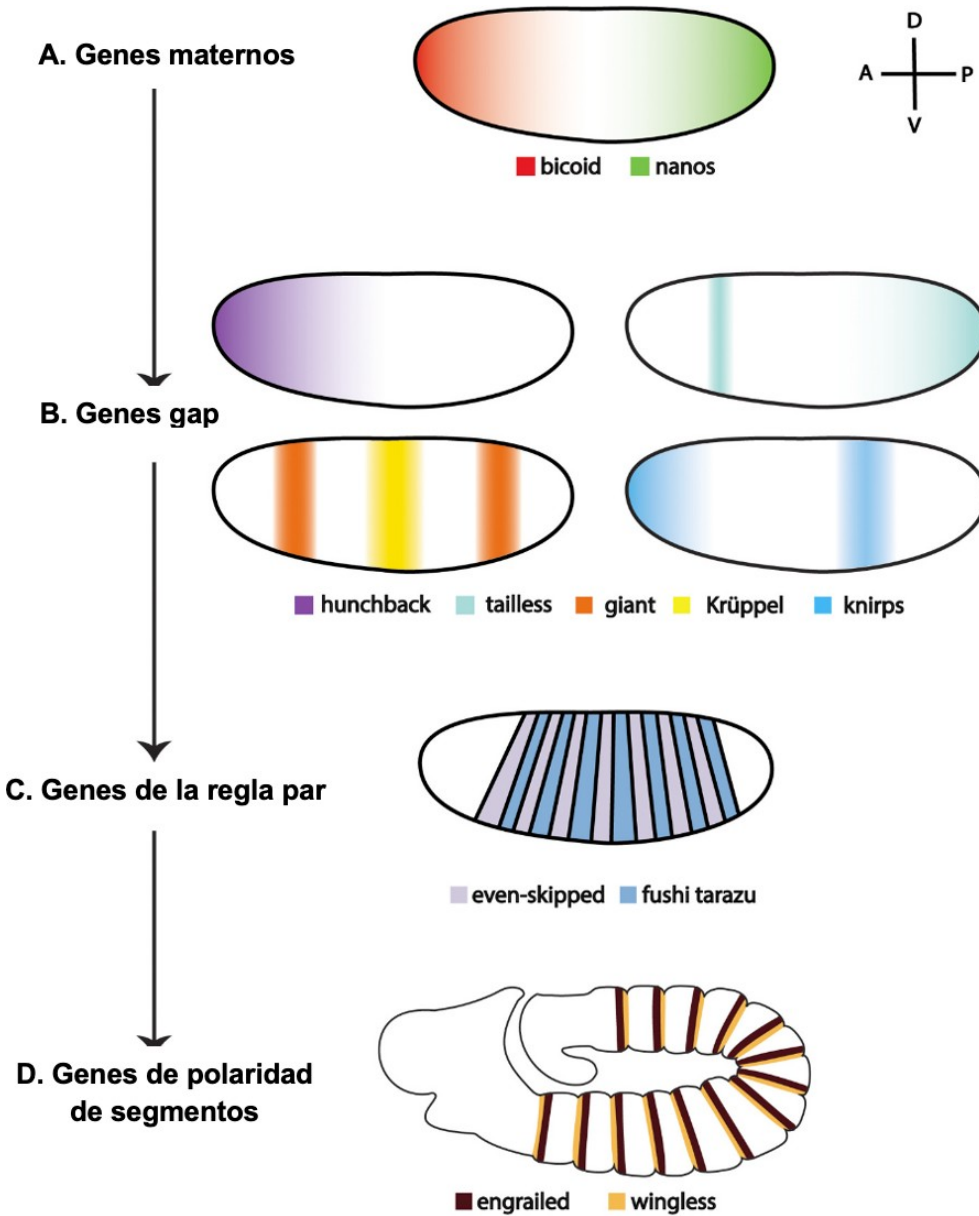 A. Genes maternos
D
A
P
V
bicoid nanos
B. Genes gap
hunchback tailless giant Krüppel knirps
C. Genes de la regla par
even-skipped fushi tarazu
D. Genes de polaridad
de segmentos
engrailed wingless